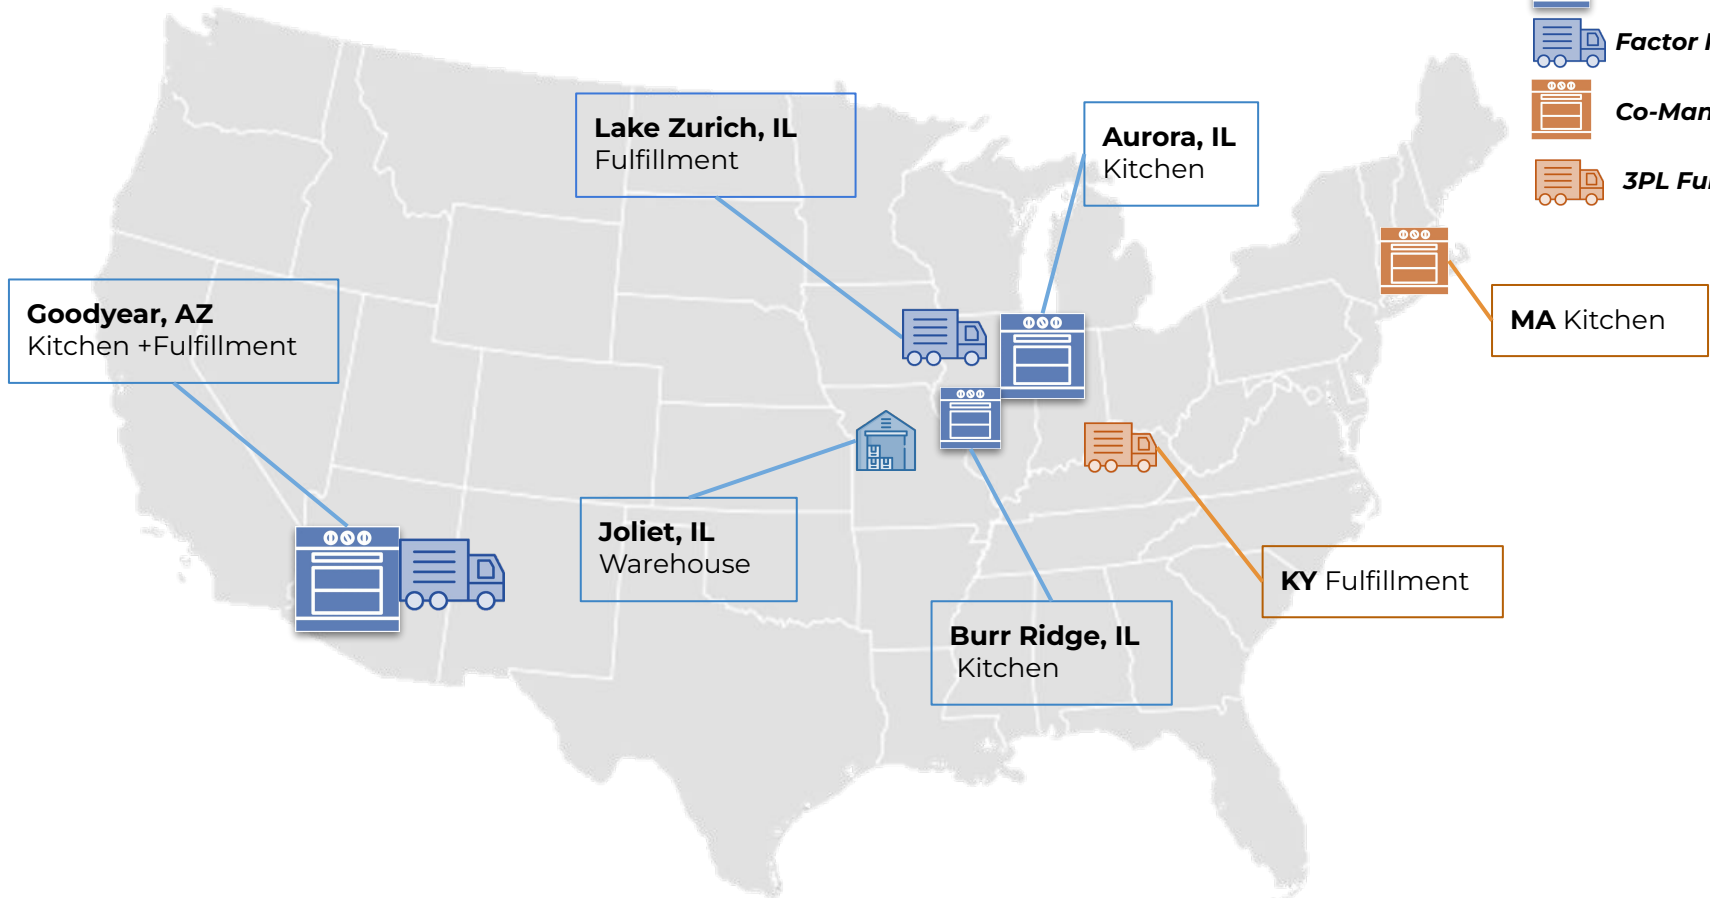 Factor
Co-Man
3PL Fu
Lake Zurich, IL
Fulfillment
Aurora, IL
Kitchen
Goodyear, AZ
Kitchen +Fulfillment
MA Kitchen
Joliet, IL
Warehouse
KY Fulfillment
Burr Ridge, IL
Kitchen